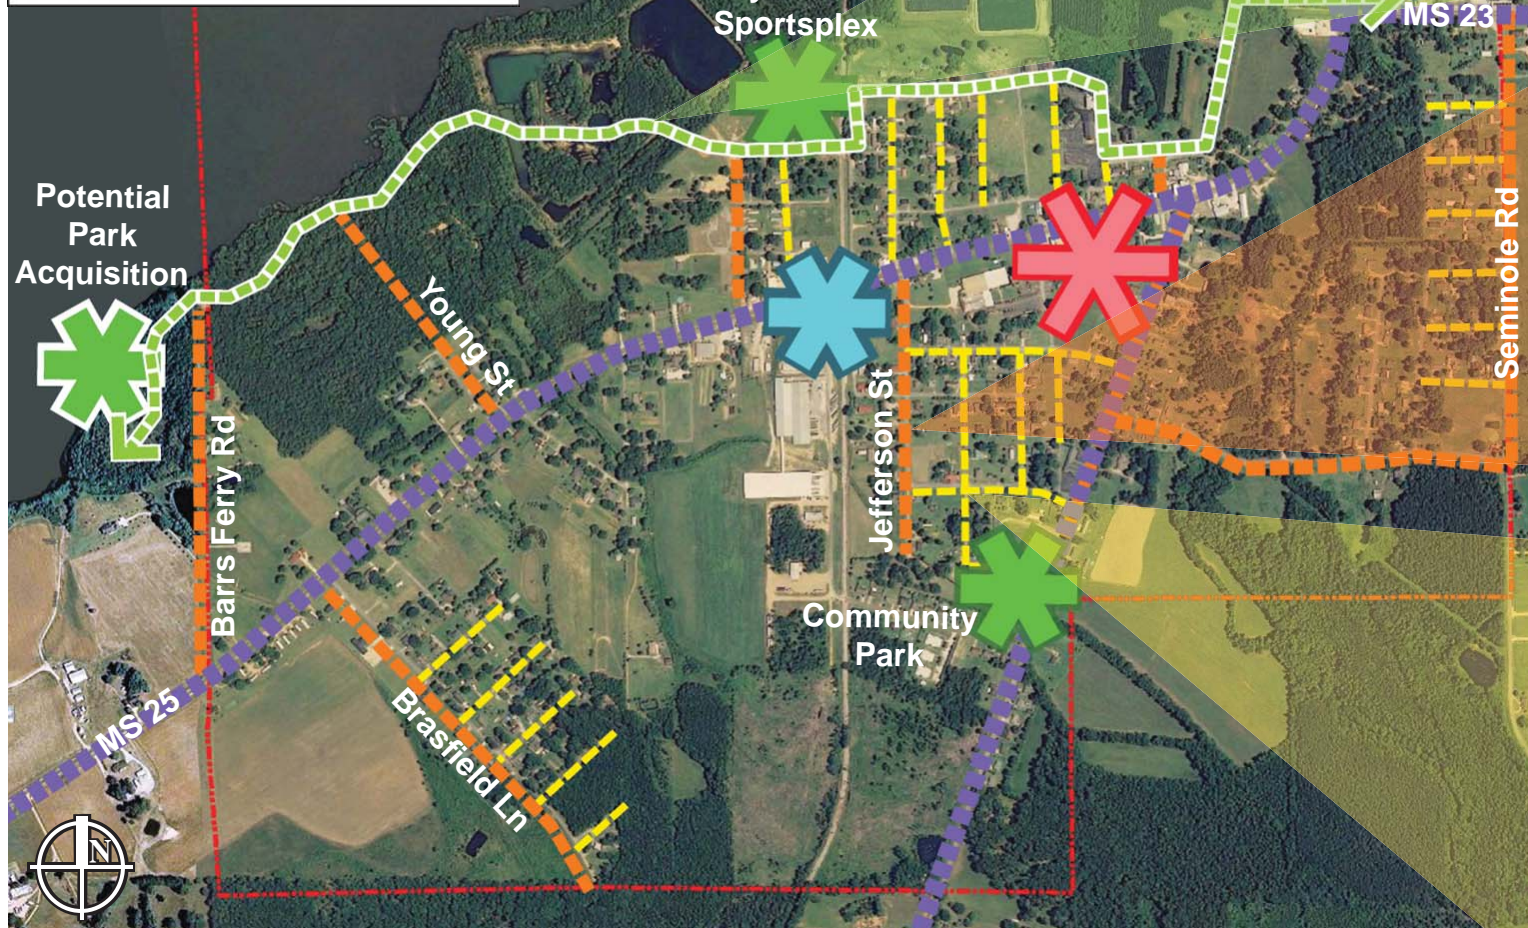 Sportsplex
MS 23
Potential
Park
Acquisition
Young St
Seminole Rd
Jefferson St
Barrs Ferry Rd
Community
Park
MS 25
Brasfield Ln
N